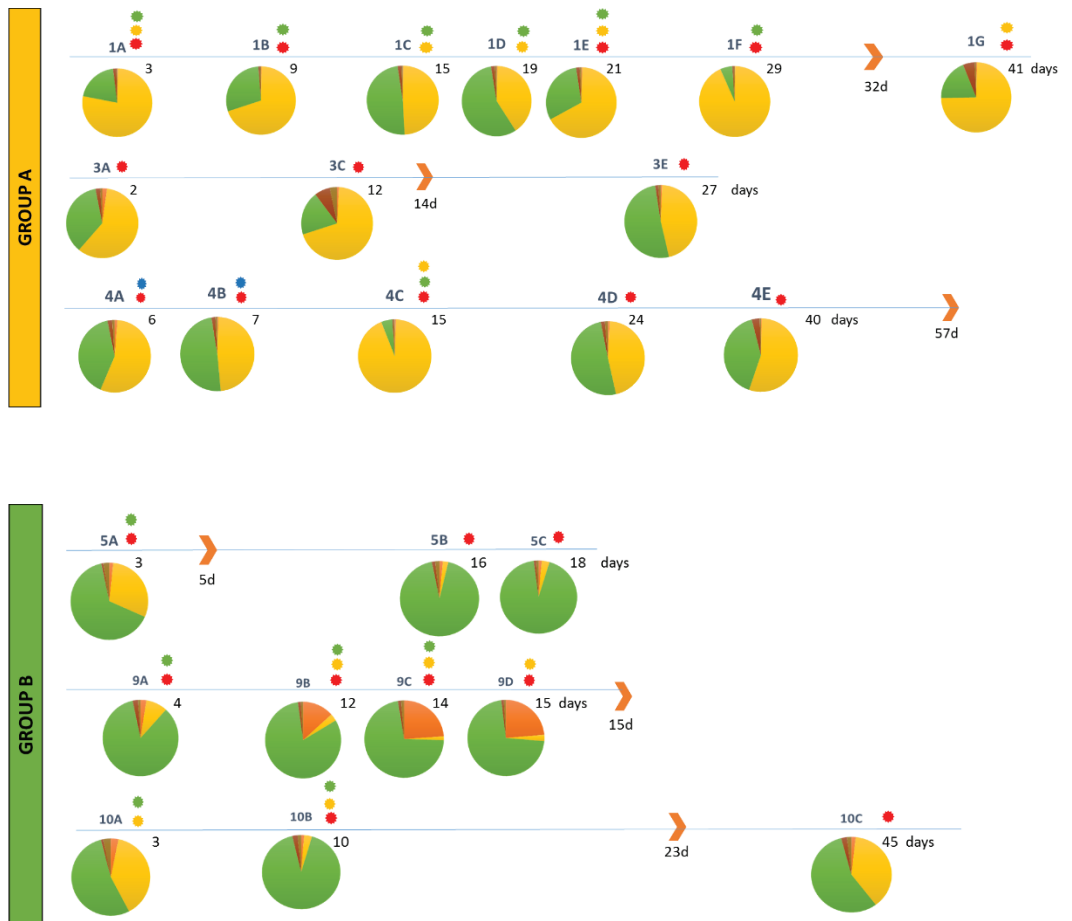 GROUP A
1A 1B 1C 1D 1E 1F 1G
3 9 15 19 21 29 41 days
32d
3A 3C 3E
2 12 27 days
14d
4A 4B 4C 4D 4E
6 7 15 24 40 days
57d
GROUP B
5A 5B 5C
3 16 18 days
5d
9A 9B 9C 9D
4 12 14 15 days
15d
10A 10B 10C
3 10 45 days
23d